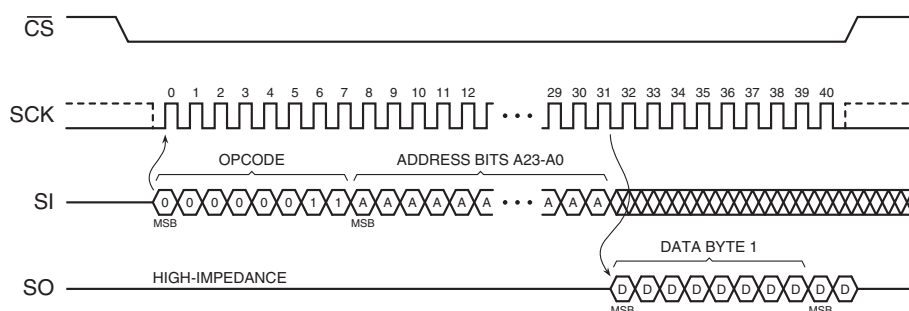 CS
0 1 2 3 4 5 6 7 8 9 10 11 12 29 30 31 32 33 34 35 36 37 38 39 40
SCK
OPCODE ADDRESS BITS A23-A0
SI 0 0 0 0 0 0 1 1 A A A A A A A A A
MSB MSB
DATA BYTE 1
SO HIGH-IMPEDANCE D D D D D D D D D D
MSB MSB